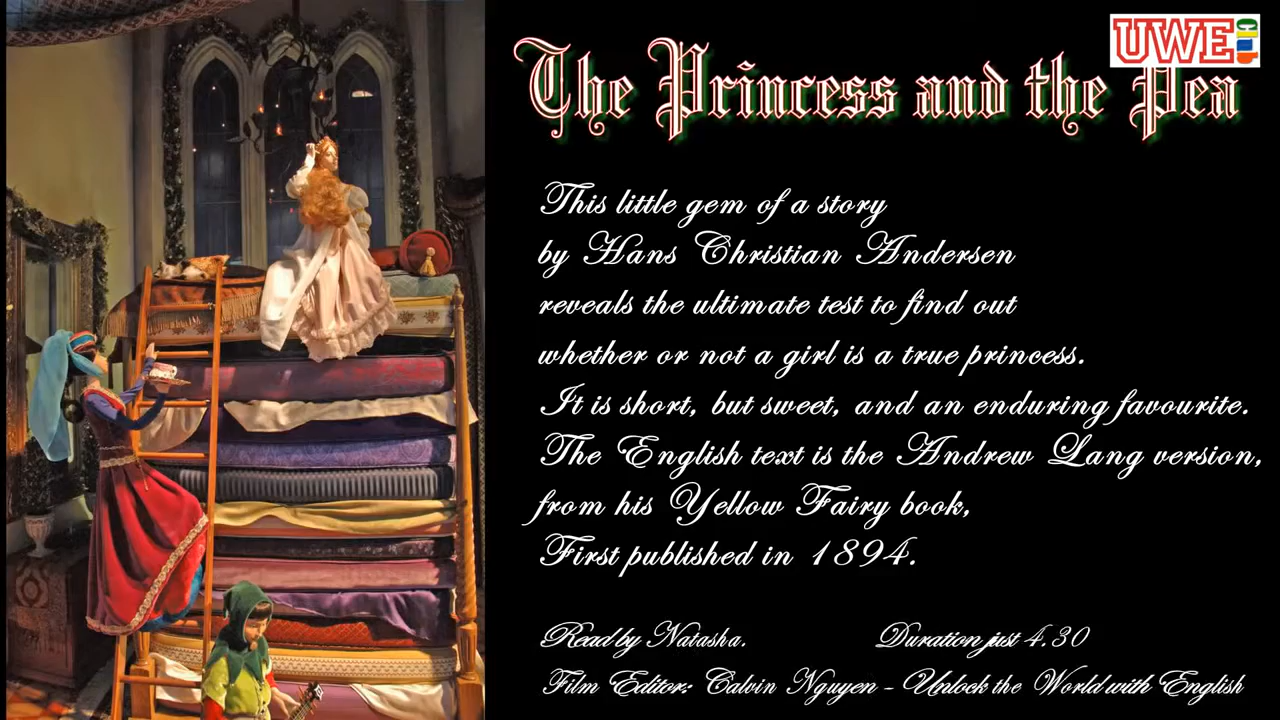 UWE Club
The Princess and the Pea
This little gem of a story
by Hans Christian Andersen
reveals the ultimate test to find out
whether or not a girl is a true princess.
It is short, but sweet, and an enduring favourite.
The English text is the Andrew Lang version,
from his Yellow Fairy book,
First published in 1894.
Read by Natasha. Duration just 4.30
Film Editor: Calvin Nguyen - Unlock the World with English